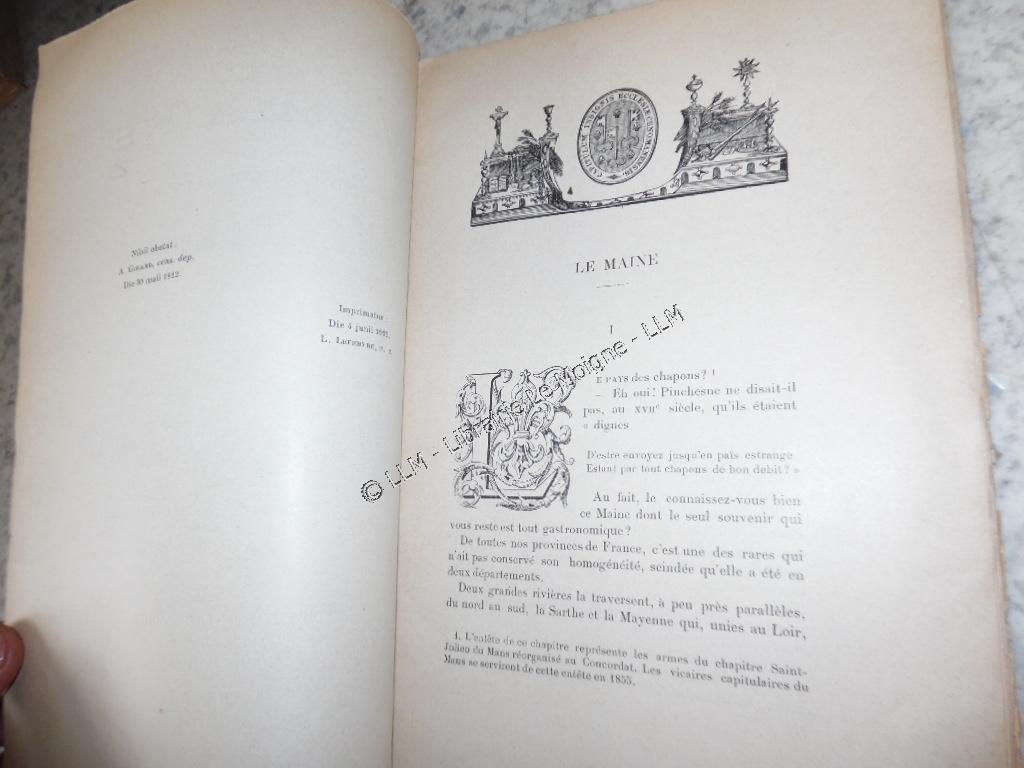 Nihil obstat :
A. GIRARD, cens. dep.
Die 30 maii 1922.
Imprimatur
Die 4 junii 1922.
L. LEFEBVRE, v. g.
CAPITULUM INSIGNIS ECCLESIÆ CENOMANENSIS
LE MAINE
I
LE PAYS des chapons ? 1
— Eh oui ! Pinchesne ne disait-il
pas, au XVIIe siècle, qu'ils étaient
« dignes
D'estre envoyez jusqu'en païs estrange
Estant par tout chapons de bon debit ? »
Au fait, le connaissez-vous bien
ce Maine dont le seul souvenir qui
vous reste est tout gastronomique ?
De toutes nos provinces de France, c'est une des rares qui
n'ait pas conservé son homogénéité, scindée qu'elle a été en
deux départements.
Deux grandes rivières la traversent, à peu près parallèles,
du nord au sud, la Sarthe et la Mayenne qui, unies au Loir,
1. L'entête de ce chapitre représente les armes du chapitre Saint-
Julien du Mans réorganisé au Concordat. Les vicaires capitulaires du
Mans se servirent de cette entête en 1855.
© LLM - Librairie Le Moigne - LLM